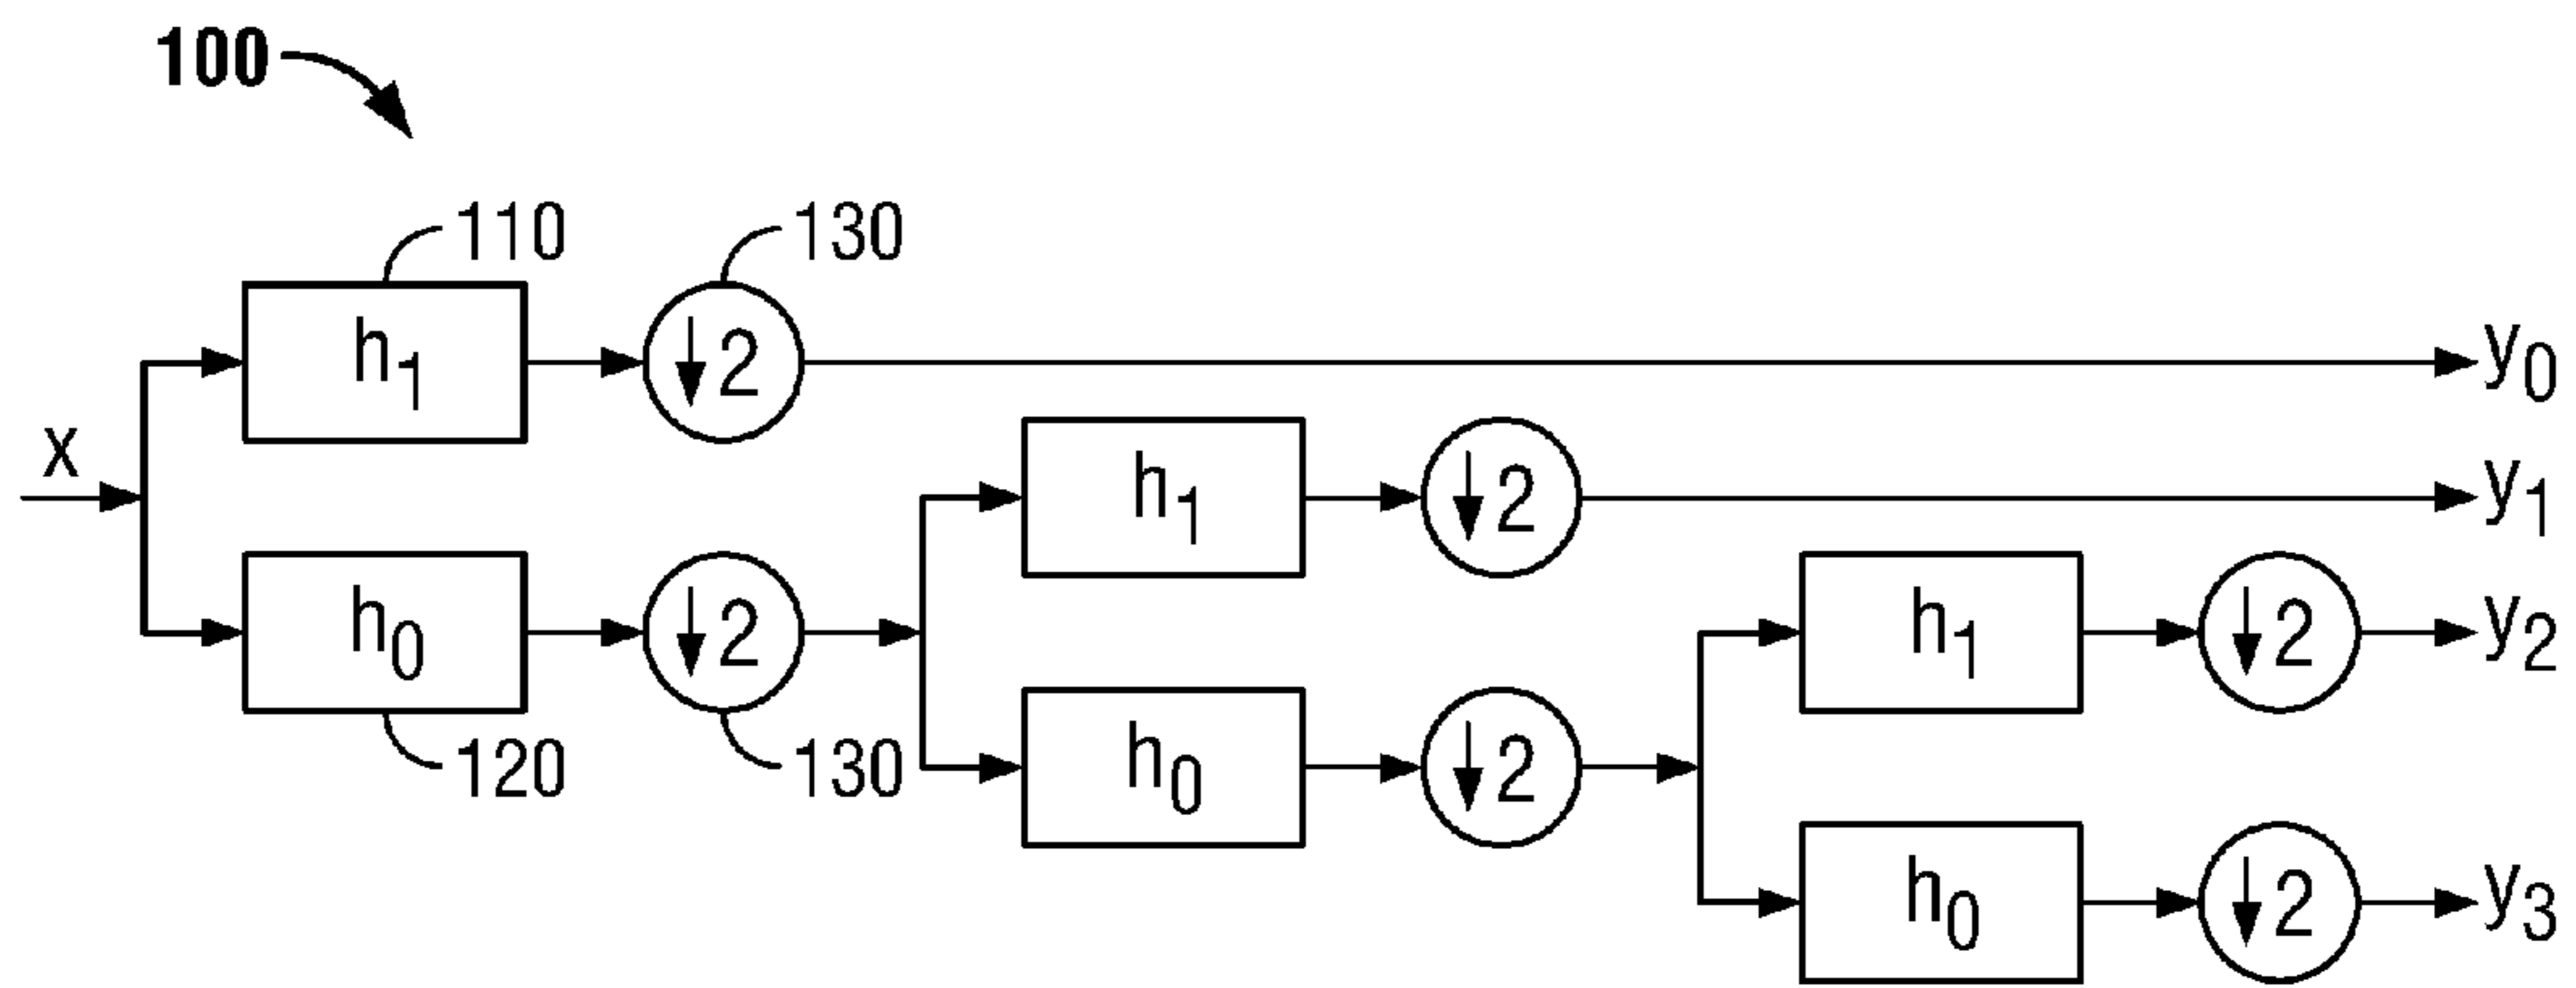 100
110 130
h1 ↓2 y0
x h1 ↓2 y1
h0 ↓2 h1 ↓2 y2
120 130 h0 ↓2
h0 ↓2 y3